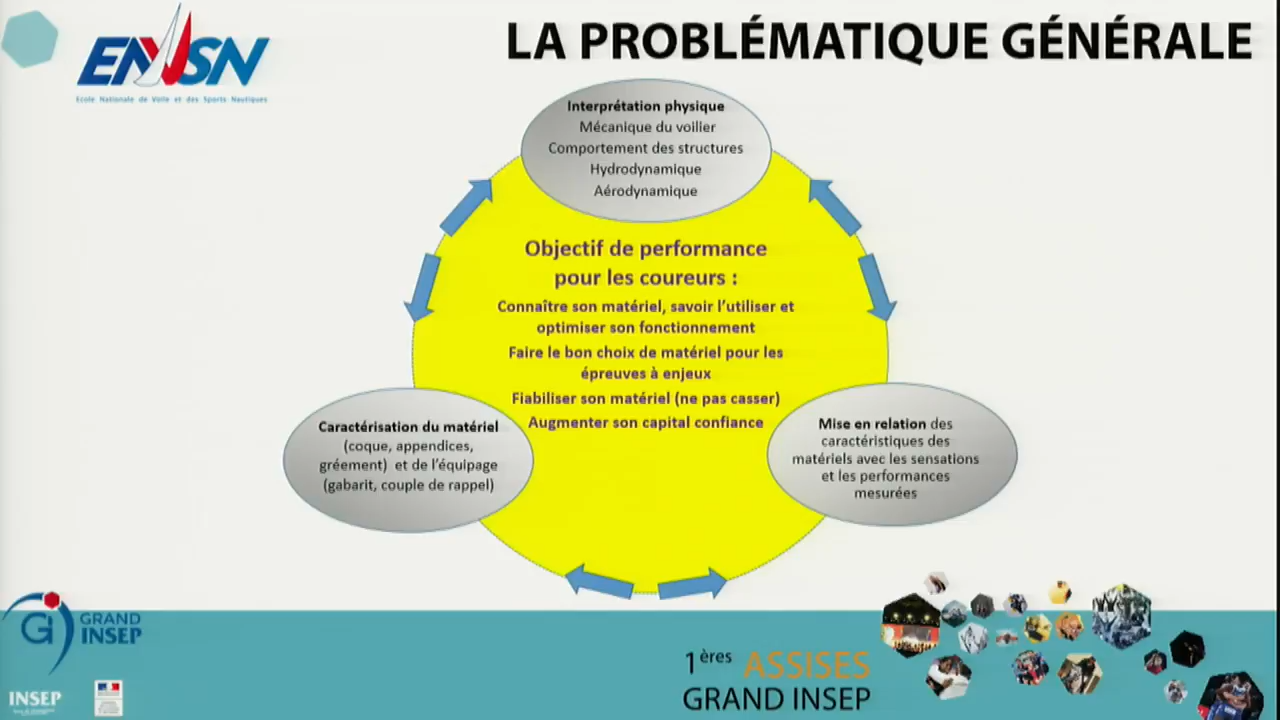 ENVSN
Ecole Nationale de Voile et des Sports Nautiques
LA PROBLÉMATIQUE GÉNÉRALE
Interprétation physique
Mécanique du voilier
Comportement des structures
Hydrodynamique
Aérodynamique
Objectif de performance
pour les coureurs :
Connaître son matériel, savoir l'utiliser et
optimiser son fonctionnement
Faire le bon choix de matériel pour les
épreuves à enjeux
Fiabiliser son matériel (ne pas casser)
Augmenter son capital confiance
Caractérisation du matériel
(coque, appendices,
gréement) et de l'équipage
(gabarit, couple de rappel)
Mise en relation des
caractéristiques des
matériels avec les sensations
et les performances
mesurées
GRAND
INSEP
INSEP
1ères ASSISES
GRAND INSEP